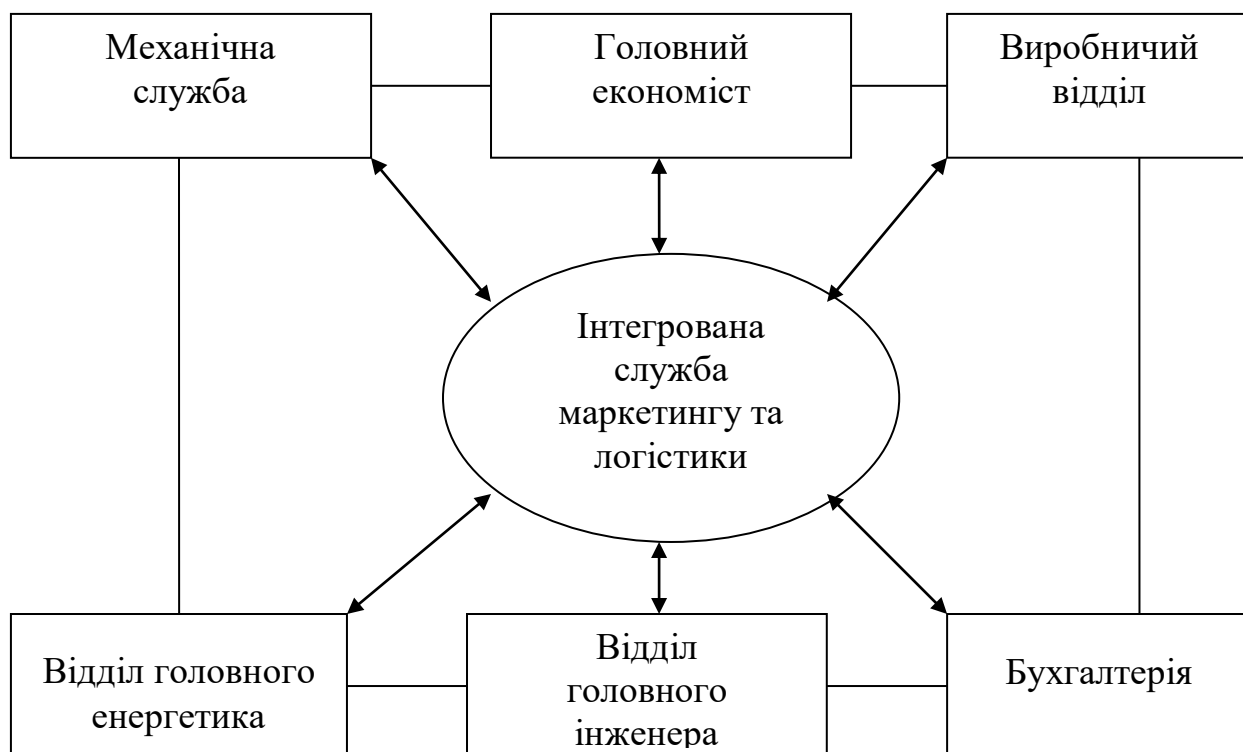 Механічна
служба
Головний
економіст
Виробничий
відділ
Інтегрована
служба
маркетингу та
логістики
Відділ головного
енергетика
Відділ
головного
інженера
Бухгалтерія